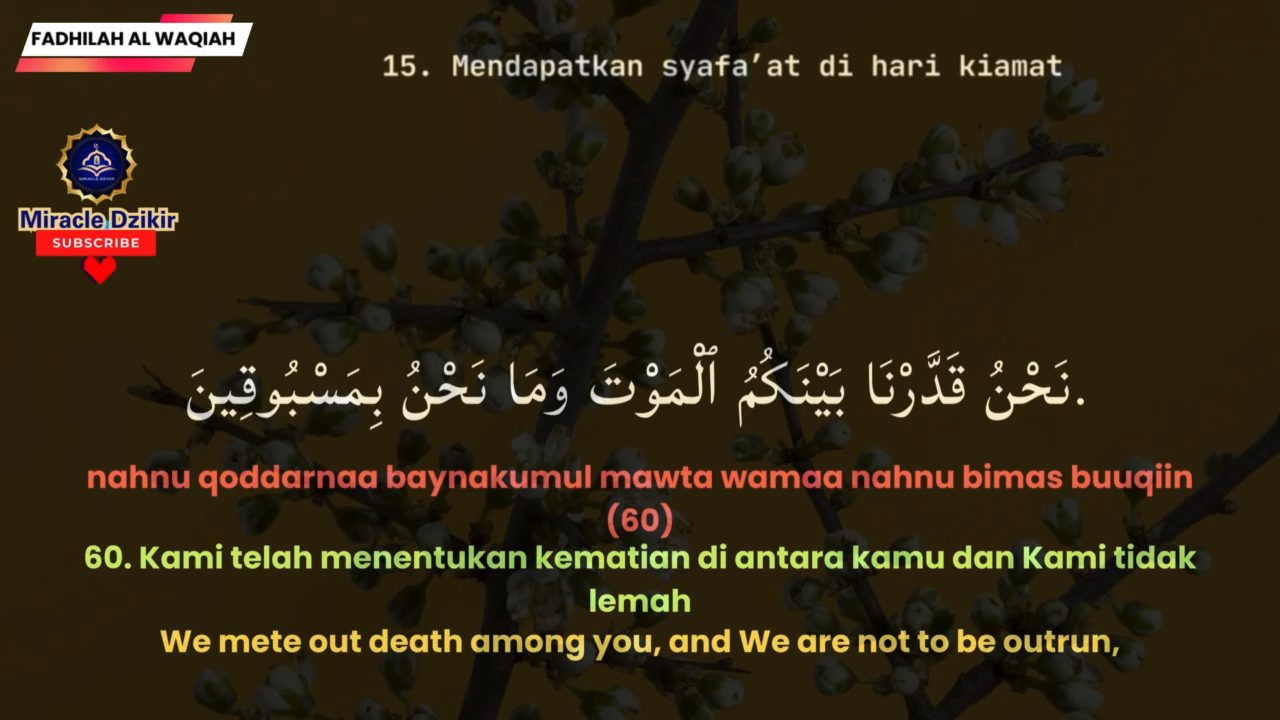 FADHILAH AL WAQIAH
15. Mendapatkan syafa’at di hari kiamat
Miracle Dzikir
SUBSCRIBE
نَحْنُ قَدَّرْنَا بَيْنَكُمُ ٱلْمَوْتَ وَمَا نَحْنُ بِمَسْبُوقِينَ.
nahnu qoddarnaa baynakumul mawta wamaa nahnu bimas buuqiin
(60)
60. Kami telah menentukan kematian di antara kamu dan Kami tidak
lemah
We mete out death among you, and We are not to be outrun,